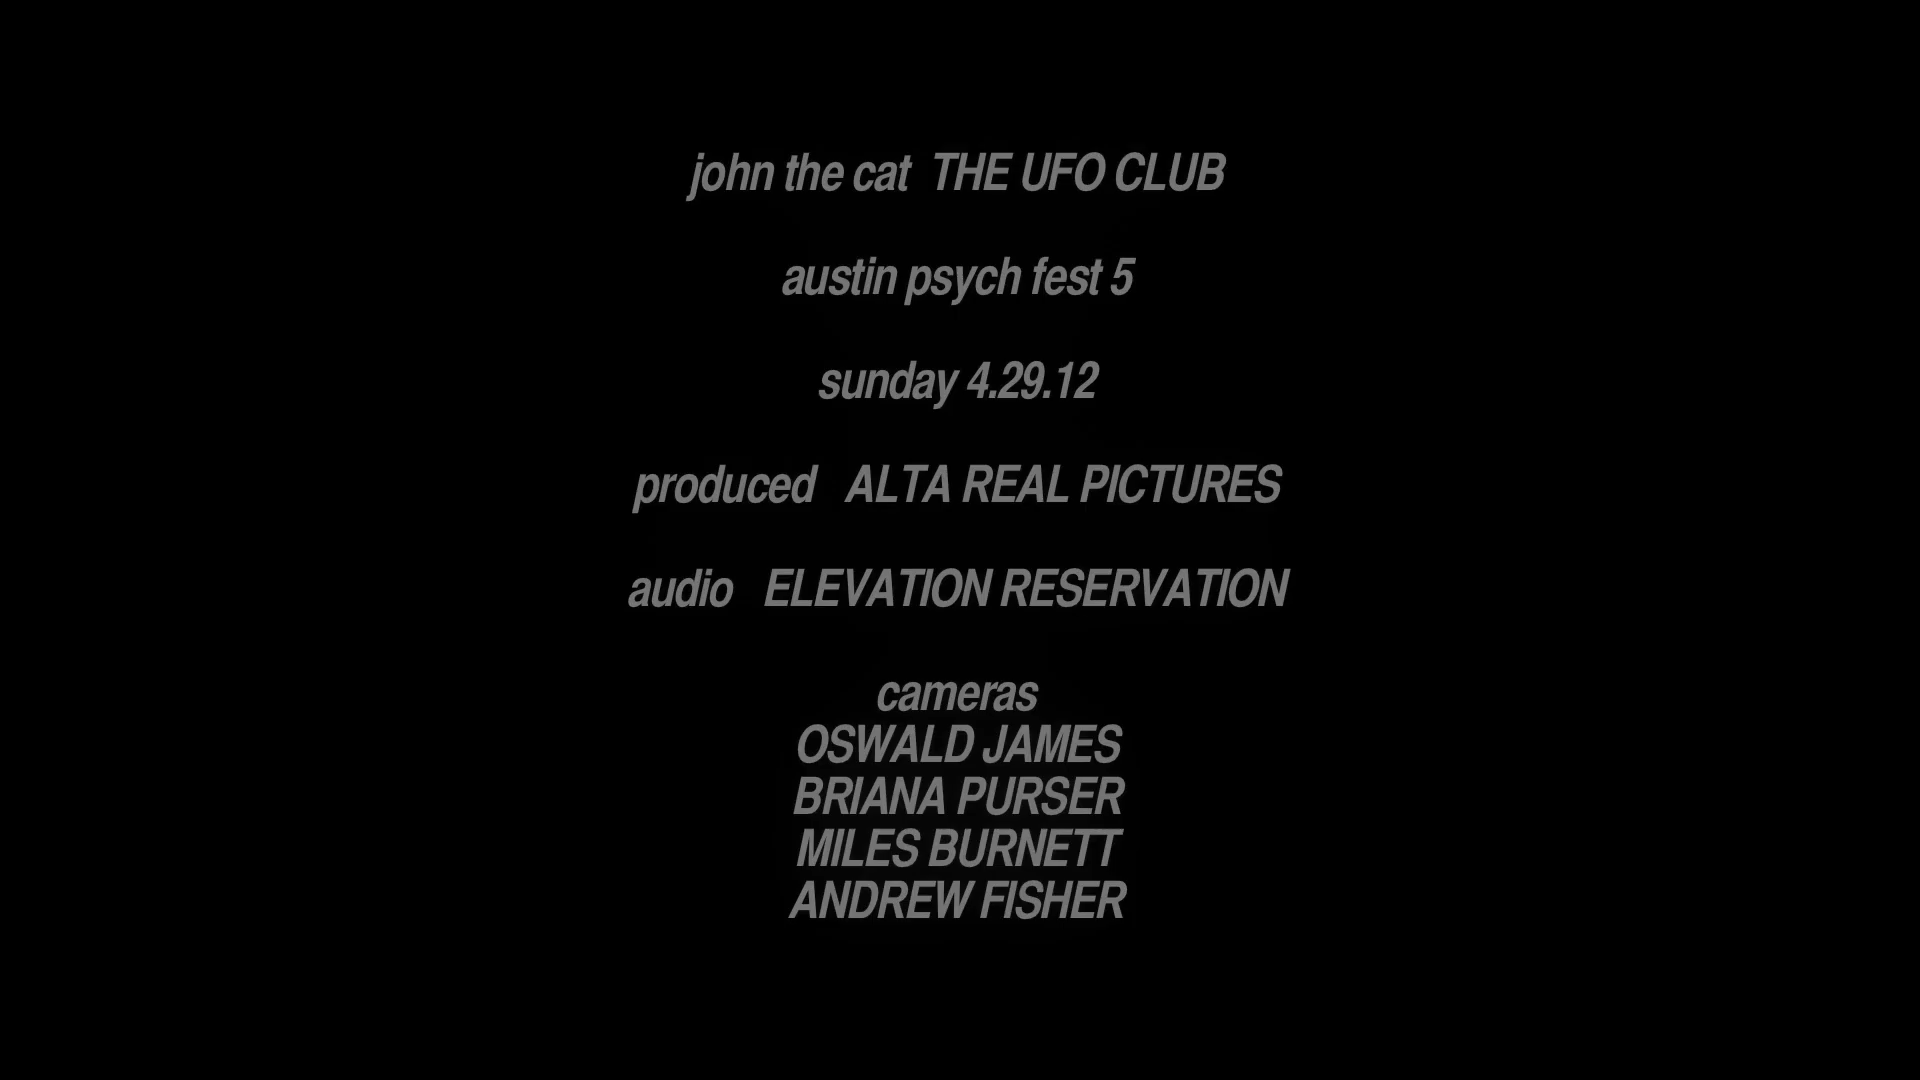 john the cat THE UFO CLUB
austin psych fest 5
sunday 4.29.12
produced ALTA REAL PICTURES
audio ELEVATION RESERVATION
cameras
OSWALD JAMES
BRIANA PURSER
MILES BURNETT
ANDREW FISHER